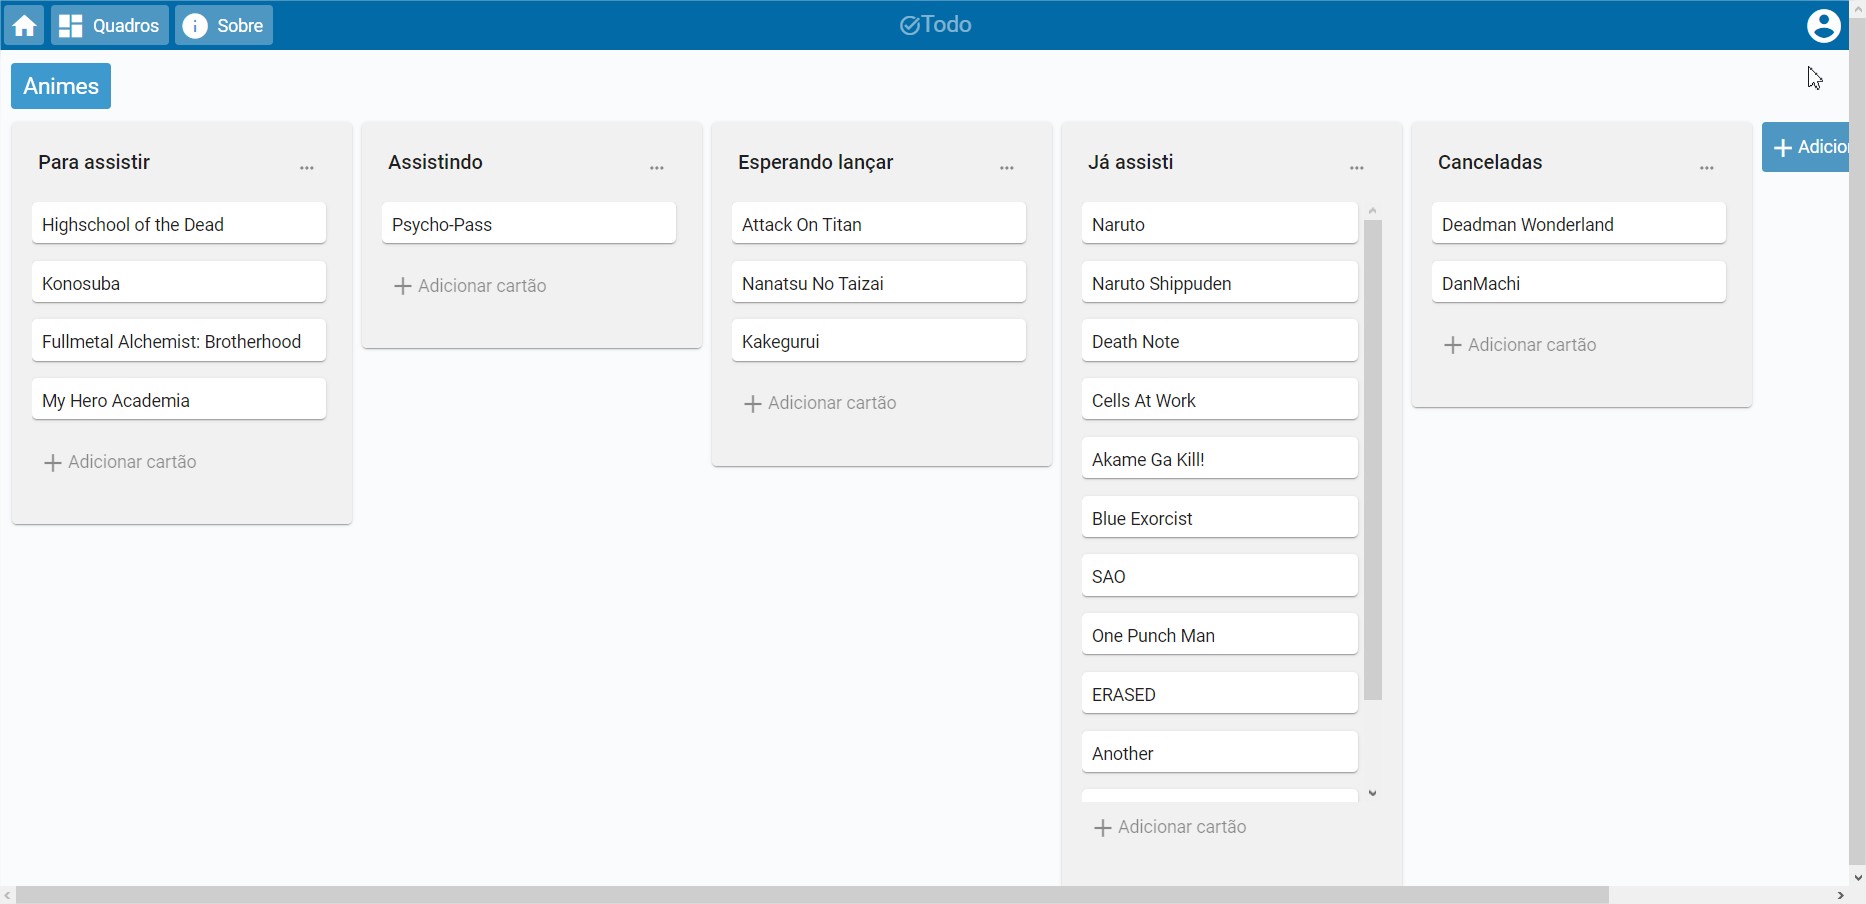 Quadros
Sobre
Todo
Animes
Para assistir
Highschool of the Dead
Konosuba
Fullmetal Alchemist: Brotherhood
My Hero Academia
Adicionar cartão
Assistindo
Psycho-Pass
Adicionar cartão
Esperando lançar
Attack On Titan
Nanatsu No Taizai
Kakegurui
Adicionar cartão
Já assisti
Naruto
Naruto Shippuden
Death Note
Cells At Work
Akame Ga Kill!
Blue Exorcist
SAO
One Punch Man
ERASED
Another
Adicionar cartão
Canceladas
Deadman Wonderland
DanMachi
Adicionar cartão